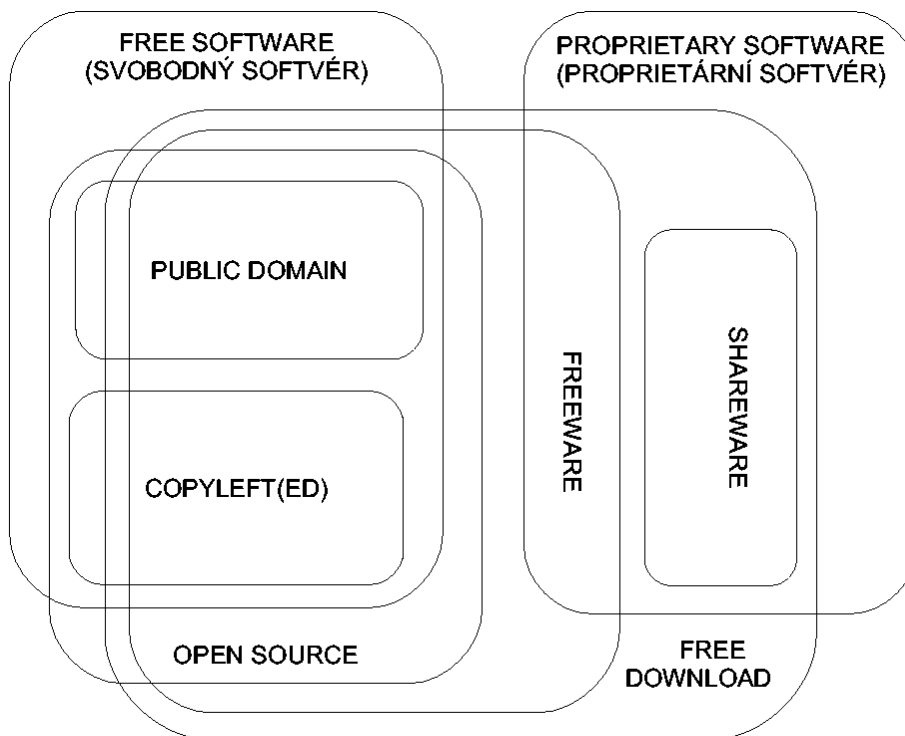 FREE SOFTWARE
(SVOBODNÝ SOFTVÉR)
PROPRIETARY SOFTWARE
(PROPRIETÁRNÍ SOFTVÉR)
PUBLIC DOMAIN
COPYLEFT(ED)
FREEWARE
SHAREWARE
OPEN SOURCE
FREE
DOWNLOAD